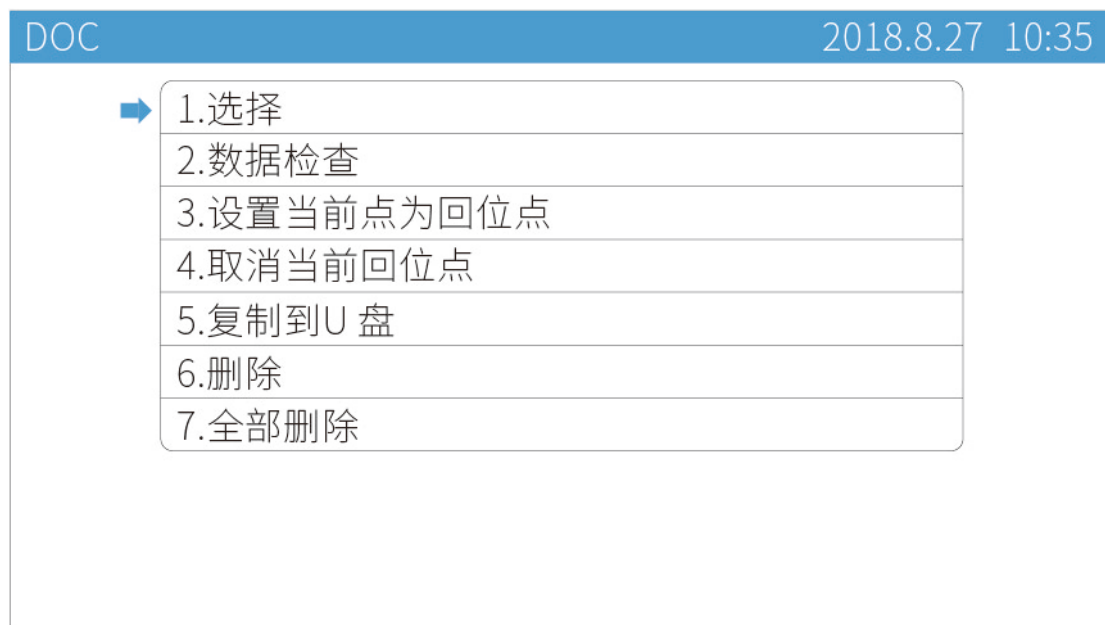 DOC 2018.8.27 10:35
1.选择
2.数据检查
3.设置当前点为回位点
4.取消当前回位点
5.复制到U 盘
6.删除
7.全部删除